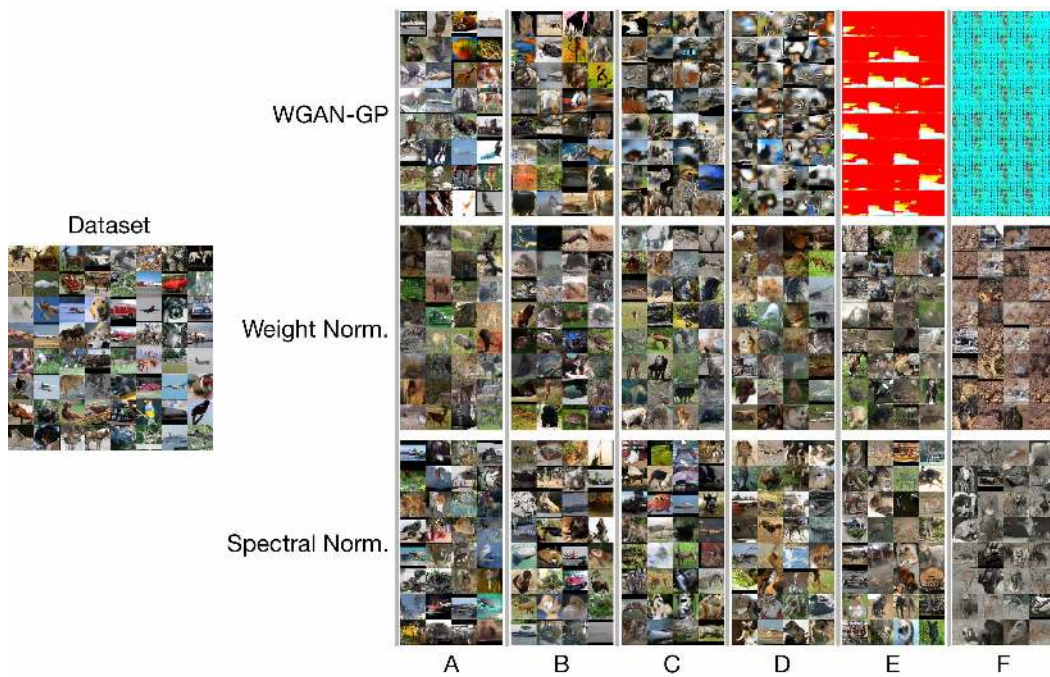 WGAN-GP
Dataset
Weight Norm.
Spectral Norm.
A B C D E F